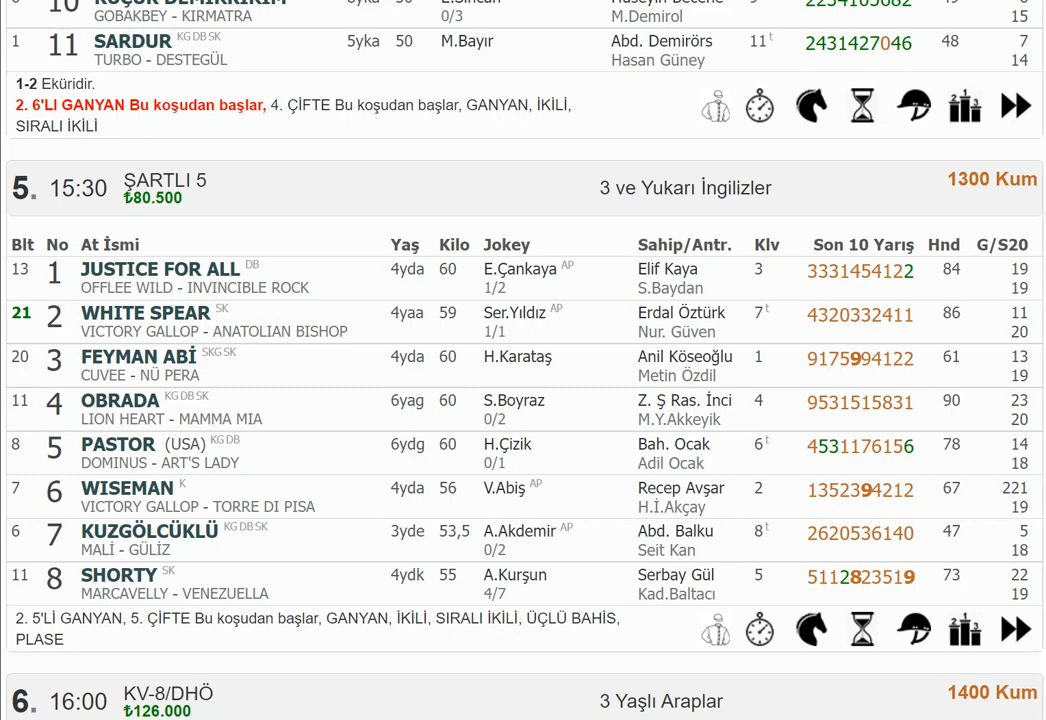 10 KÜÇÜK DEMİRKIRIM
GOBAKBEY - KIRMATRA 0/3 M.Demirol 15
1 11 SARDUR KG DB SK 5yka 50 M.Bayır Abd. Demirörs 11 t 2431427046 48 7
TURBO - DESTEGÜL Hasan Güney 14
1-2 Eküridir.
2. 6'LI GANYAN Bu koşudan başlar, 4. ÇİFTE Bu koşudan başlar, GANYAN, İKİLİ,
SIRALI İKİLİ
5. 15:30 ŞARTLI 5 3 ve Yukarı İngilizler 1300 Kum
₺80.500
Blt No At İsmi Yaş Kilo Jokey Sahip/Antr. Klv Son 10 Yarış Hnd G/S20
13 1 JUSTICE FOR ALL DB 4yda 60 E.Çankaya AP Elif Kaya 3 3331454122 84 19
OFFLEE WILD - INVINCIBLE ROCK 1/2 S.Baydan 19
21 2 WHITE SPEAR SK 4yaa 59 Ser.Yıldız AP Erdal Öztürk 7 t 4320332411 86 11
VICTORY GALLOP - ANATOLIAN BISHOP 1/1 Nur. Güven 20
20 3 FEYMAN ABİ SKG SK 4yda 60 H.Karataş Anıl Köseoğlu 1 9175994122 61 13
CUVEE - NÜ PERA Metin Özdil 19
11 4 OBRADA KG DB SK 6yag 60 S.Boyraz Z. Ş Ras. İnci 4 9531515831 90 23
LION HEART - MAMMA MIA 0/2 M.Y.Akkeyik 20
8 5 PASTOR (USA) KG DB 6ydg 60 H.Çizik Bah. Ocak 6 t 4531176156 78 14
DOMINUS - ART'S LADY 0/1 Adil Ocak 18
7 6 WISEMAN K 4yda 56 V.Abiş AP Recep Avşar 2 1352394212 67 221
VICTORY GALLOP - TORRE DI PISA H.İ.Akçay 19
6 7 KUZGÖLCÜKLÜ KG DB SK 3yde 53,5 A.Akdemir AP Abd. Balku 8 t 2620536140 47 5
MALİ - GÜLİZ 0/2 Seit Kan 18
11 8 SHORTY SK 4ydk 55 A.Kurşun Serbay Gül 5 5112823519 73 22
MARCAVELLY - VENEZUELLA 4/7 Kad.Baltacı 19
2. 5'Lİ GANYAN, 5. ÇİFTE Bu koşudan başlar, GANYAN, İKİLİ, SIRALI İKİLİ, ÜÇLÜ BAHİS,
PLASE
6. 16:00 KV-8/DHÖ 3 Yaşlı Araplar 1400 Kum
₺126.000